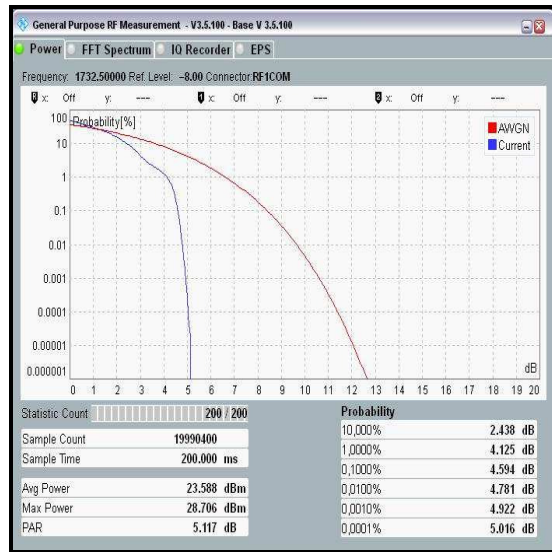 General Purpose RF Measurement - V3.5.100 - Base V 3.5.100
Power FFT Spectrum IQ Recorder EPS
Frequency: 1732.50000 Ref. Level: -8.00 Connector:RF1COM
x: Off y: --- x: Off y: --- x: Off y: ---
Probability[%]
AWGN
Current
100
10
1
0.1
0.01
0.001
0.0001
0.00001
0.000001
dB
0 1 2 3 4 5 6 7 8 9 10 11 12 13 14 15 16 17 18 19 20
Statistic Count 200 / 200
Sample Count 19990400
Sample Time 200.000 ms
Avg Power 23.588 dBm
Max Power 28.706 dBm
PAR 5.117 dB
Probability
10,000% 2.438 dB
1,0000% 4.125 dB
0,1000% 4.594 dB
0,0100% 4.781 dB
0,0010% 4.922 dB
0,0001% 5.016 dB